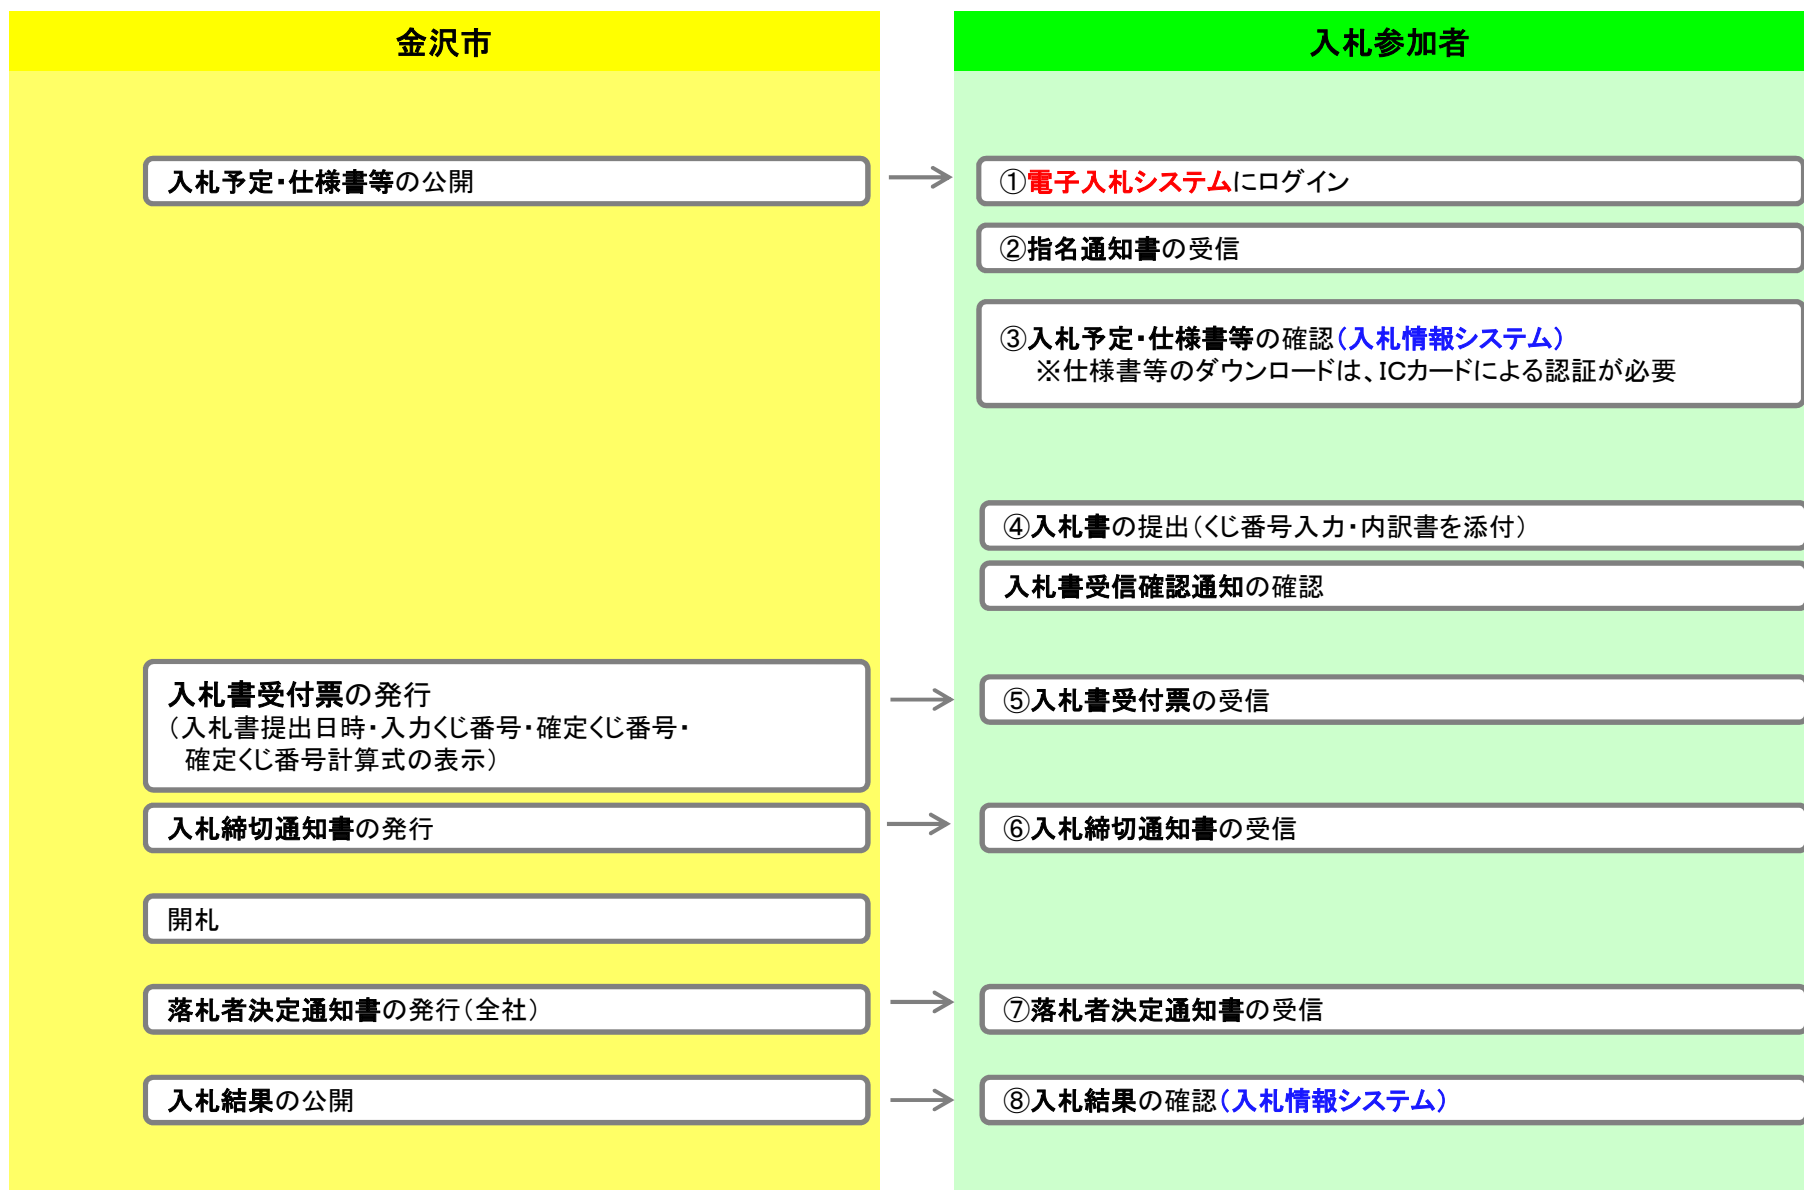 金沢市
入札参加者
入札予定・仕様書等の公開
①電子入札システムにログイン
②指名通知書の受信
③入札予定・仕様書等の確認(入札情報システム)
※仕様書等のダウンロードは、ICカードによる認証が必要
④入札書の提出(くじ番号入力・内訳書を添付)
入札書受信確認通知の確認
入札書受付票の発行
(入札書提出日時・入力くじ番号・確定くじ番号・
確定くじ番号計算式の表示)
⑤入札書受付票の受信
入札締切通知書の発行
⑥入札締切通知書の受信
開札
落札者決定通知書の発行(全社)
⑦落札者決定通知書の受信
入札結果の公開
⑧入札結果の確認(入札情報システム)